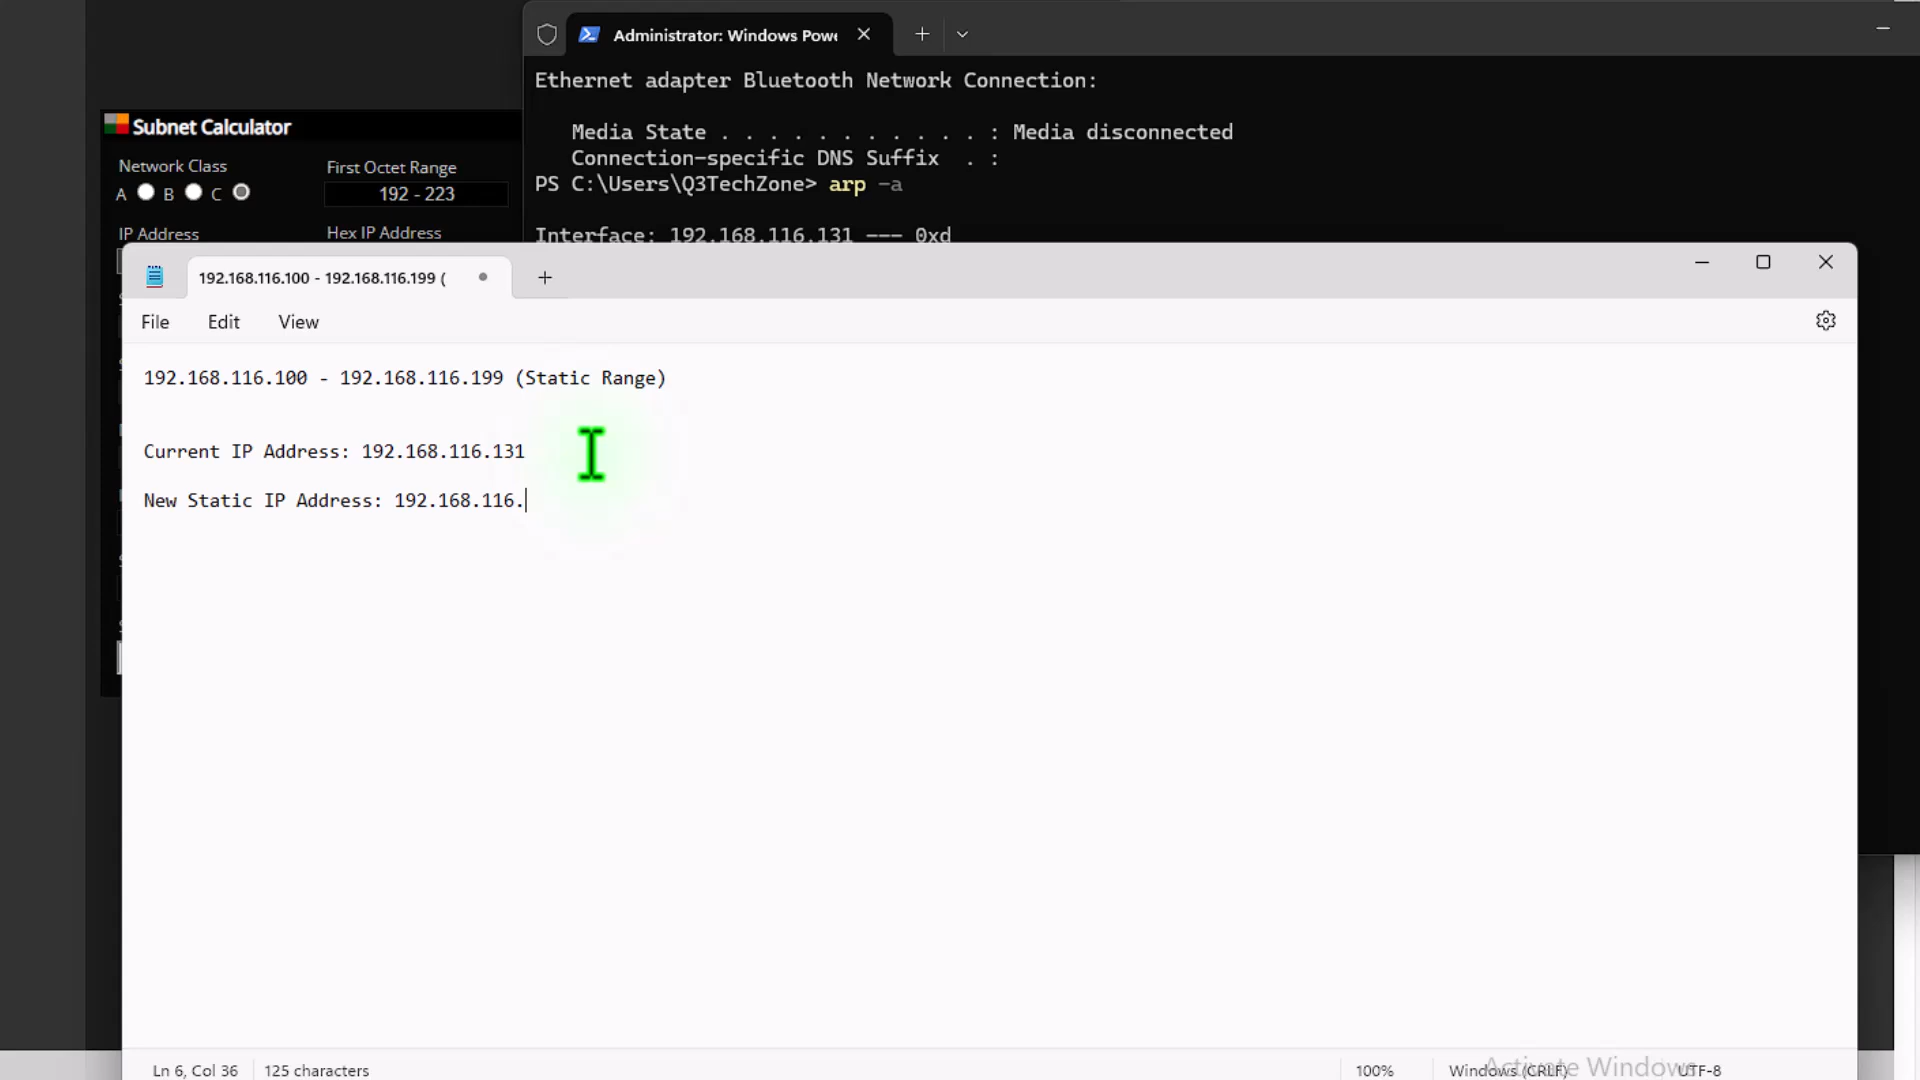 Administrator: Windows Powe
Ethernet adapter Bluetooth Network Connection:
Media State . . . . . . . . . . . : Media disconnected
Connection-specific DNS Suffix . :
PS C:\Users\Q3TechZone> arp -a
Interface: 192.168.116.131 --- 0xd
Subnet Calculator
Network Class
First Octet Range
A B C
192 - 223
IP Address
Hex IP Address
192.168.116.100 - 192.168.116.199 (
File Edit View
192.168.116.100 - 192.168.116.199 (Static Range)
Current IP Address: 192.168.116.131
New Static IP Address: 192.168.116.
Ln 6, Col 36
125 characters
100%
Windows (CRLF)
UTF-8
Activate Windows